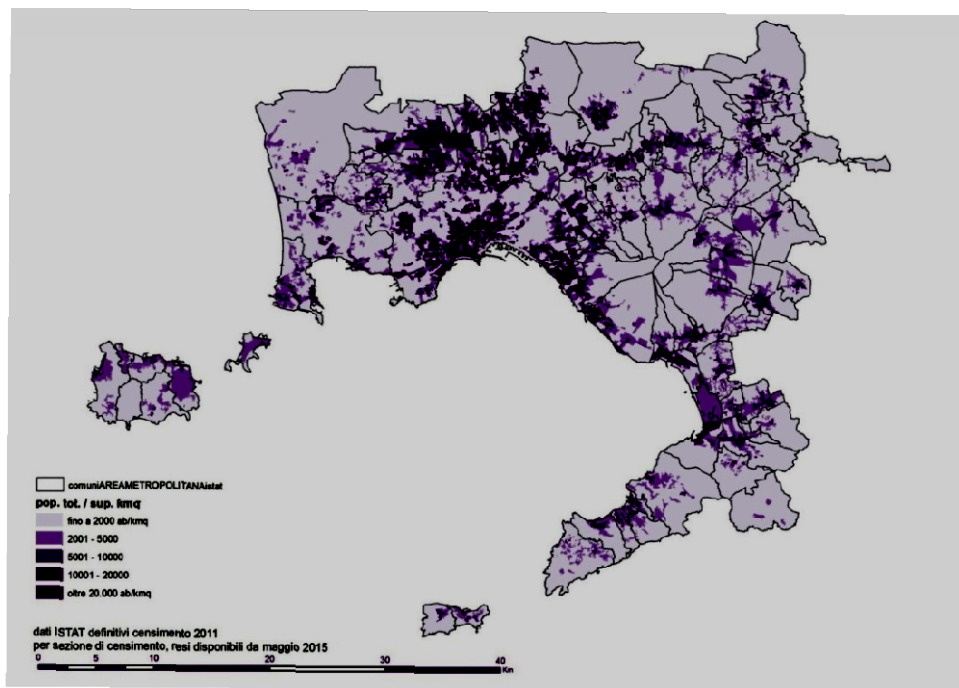 comuniAREAMETROPOLITANAistat
pop. tot. / sup. kmq
fino a 2000 ab/kmq
2001 - 5000
5001 - 10000
10001 - 20000
oltre 20.000 ab/kmq
dati ISTAT definitivi censimento 2011
per sezione di censimento, resi disponibili da maggio 2015
0 5 10 20 30 40
Km